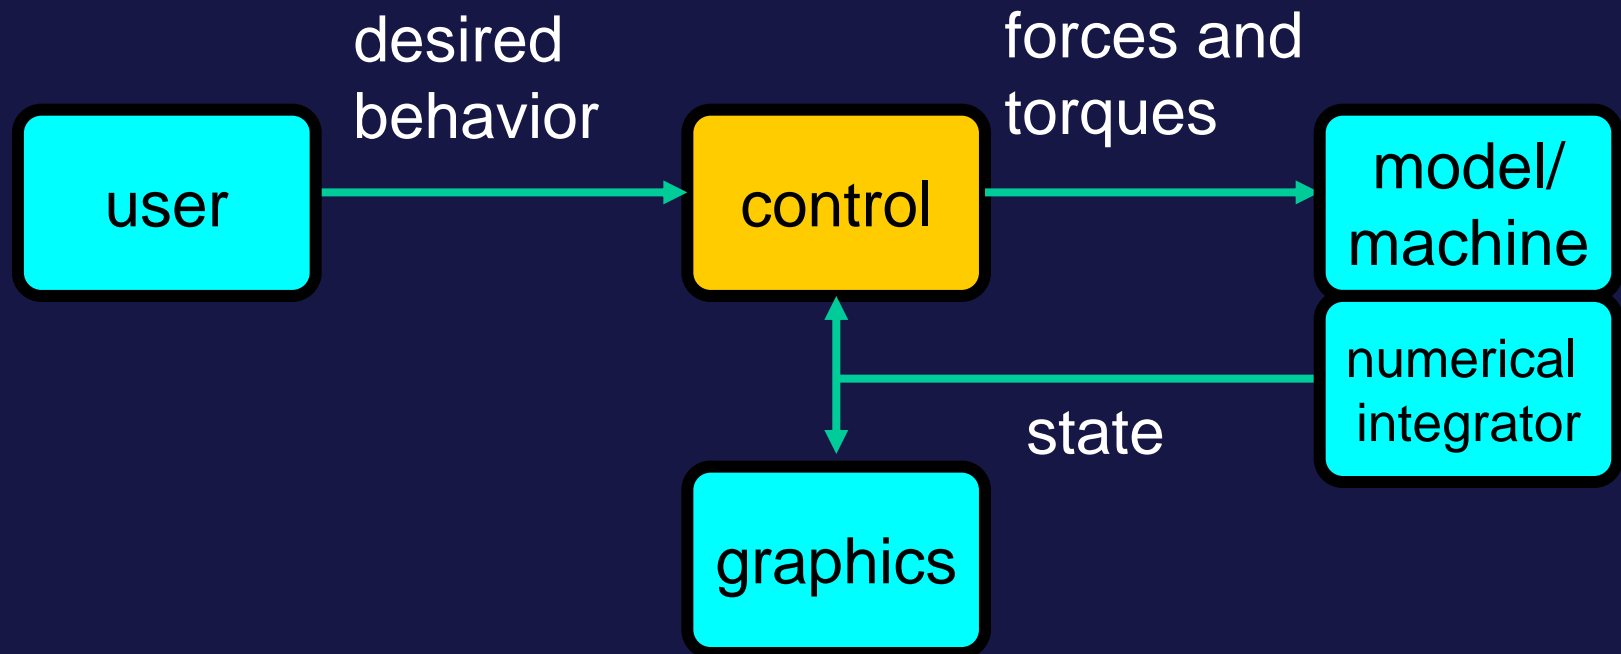 desired
behavior
forces and
torques
user
control
model/
machine
numerical
integrator
state
graphics